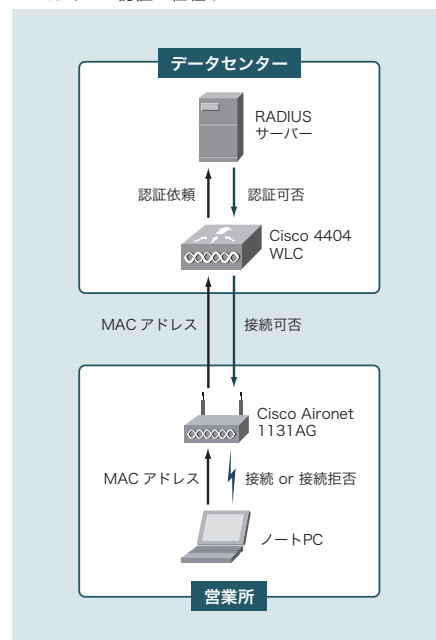 データセンター
RADIUS
サーバー
認証依頼
認証可否
Cisco 4404
WLC
MAC アドレス
接続可否
Cisco Aironet
1131AG
MAC アドレス
接続 or 接続拒否
ノートPC
営業所